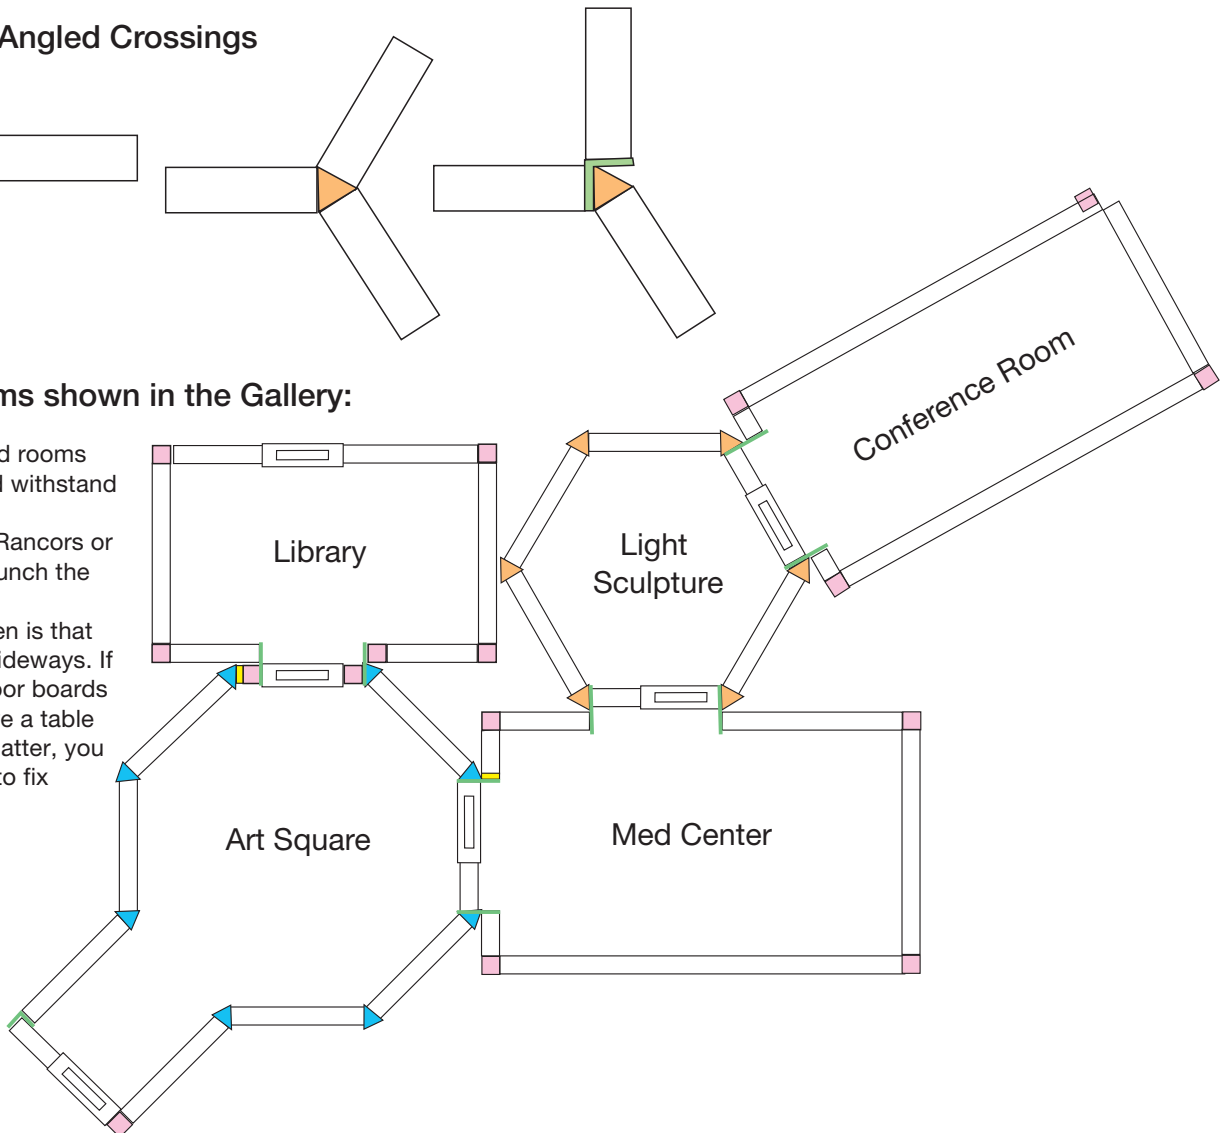 Angled Crossings
ms shown in the Gallery:
d rooms
d withstand
Rancors or
unch the
en is that
ideways. If
oor boards
e a table
atter, you
to fix
Library
Light
Sculpture
Conference Room
Art Square
Med Center